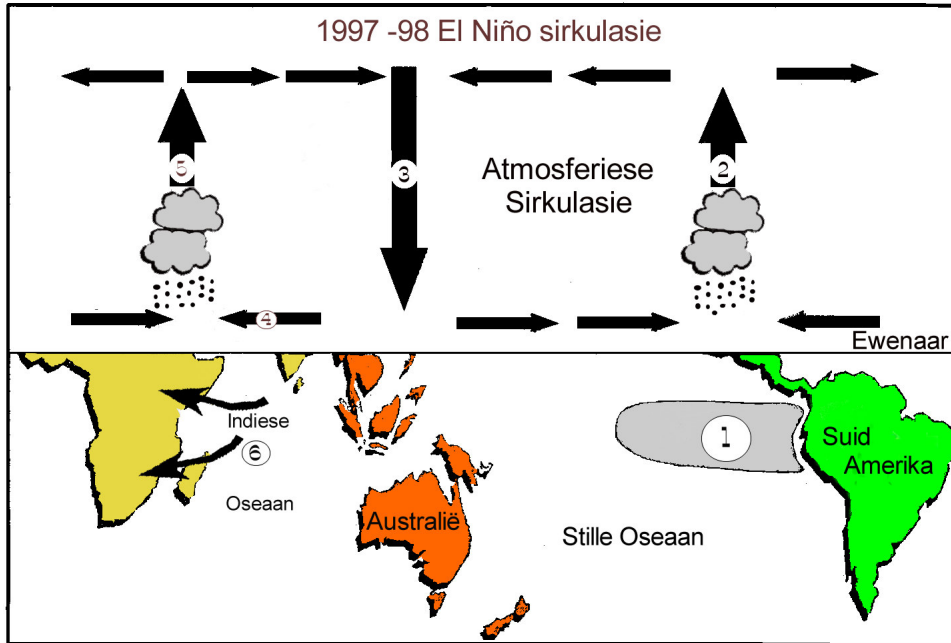 1997 -98 El Niño sirkulasie
5
3
2
Atmosferiese
Sirkulasie
4
Ewenaar
Indiese
6
Oseaan
Australië
Stille Oseaan
1
Suid
Amerika